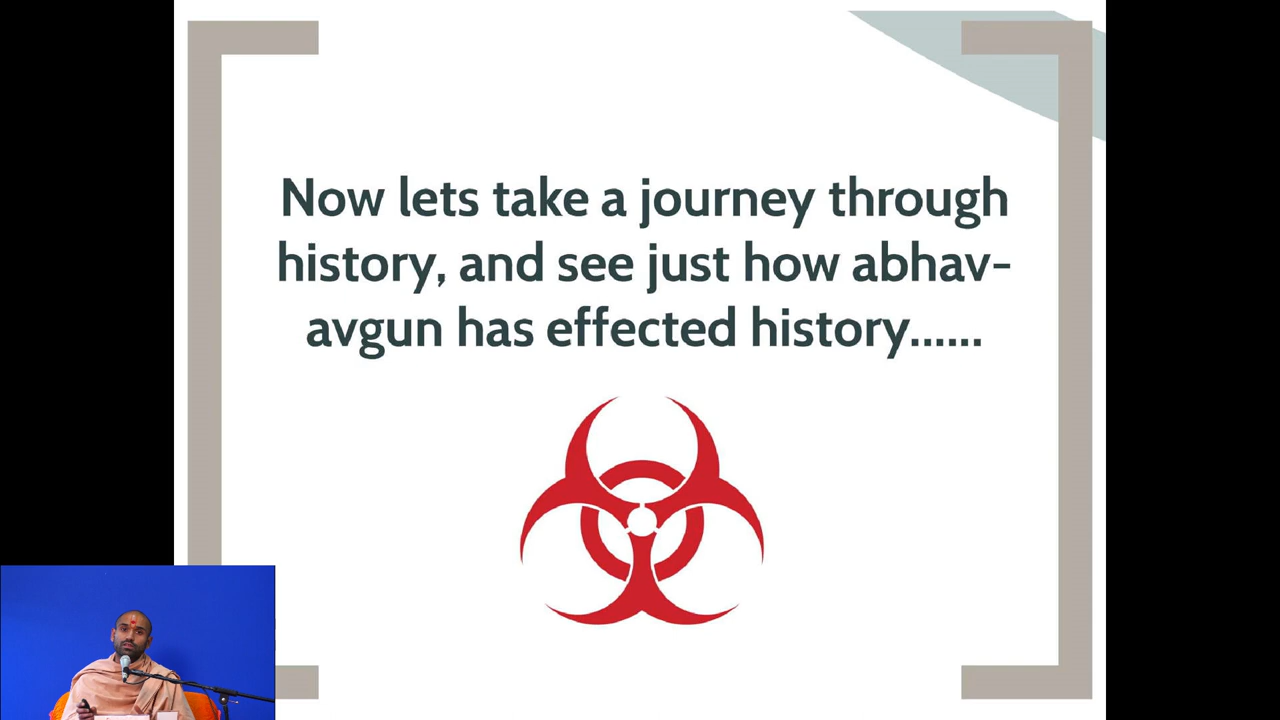 Now lets take a journey through
history, and see just how abhav-
avgun has effected history......